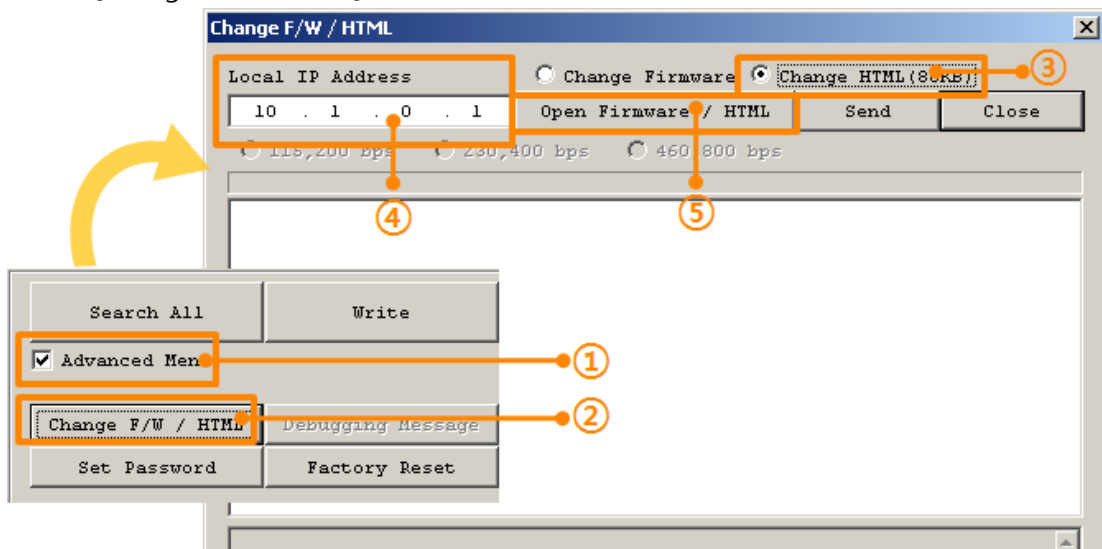 Change F/W / HTML
Local IP Address
Change Firmware
Change HTML(80KB)
③
10 . 1 . 0 . 1
Open Firmware / HTML
Send
Close
115,200 bps
230,400 bps
460,800 bps
④
⑤
Search All
Write
Advanced Men
①
Change F/W / HTML
Debugging Message
②
Set Password
Factory Reset